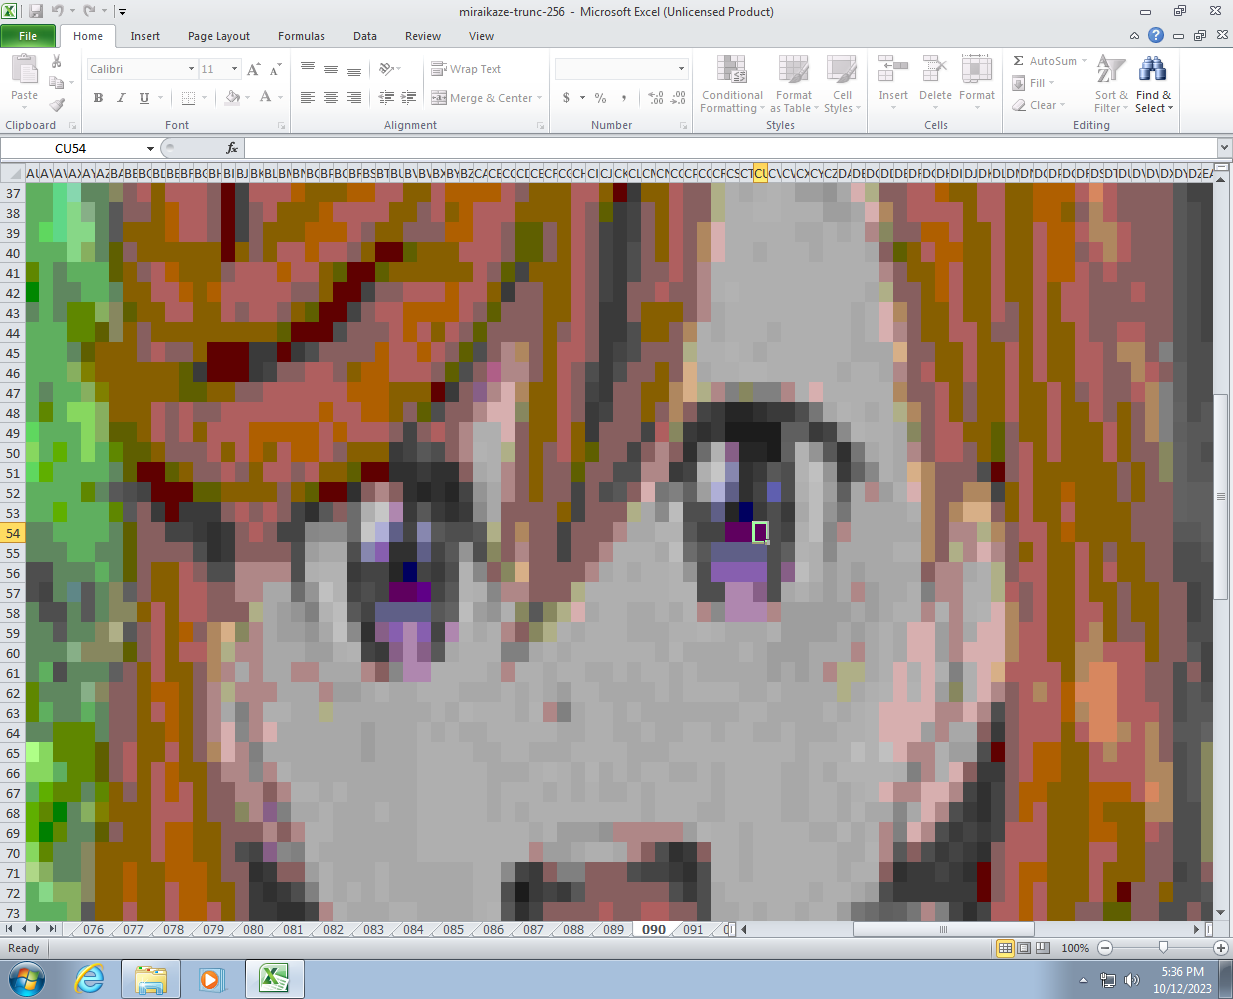 miraikaze-trunc-256 - Microsoft Excel (Unlicensed Product)
File Home Insert Page Layout Formulas Data Review View
Paste
Clipboard
Calibri 11
B I U
Font
Wrap Text
Merge & Center
Alignment
$ % ,
Number
Conditional Formatting
Format as Table
Cell Styles
Styles
Insert Delete Format
Cells
AutoSum
Fill
Clear
Sort & Filter
Find & Select
Editing
CU54 fx
37
38
39
40
41
42
43
44
45
46
47
48
49
50
51
52
53
54
55
56
57
58
59
60
61
62
63
64
65
66
67
68
69
70
71
72
73
076 077 078 079 080 081 082 083 084 085 086 087 088 089 090 091
Ready 100%
5:36 PM
10/12/2023